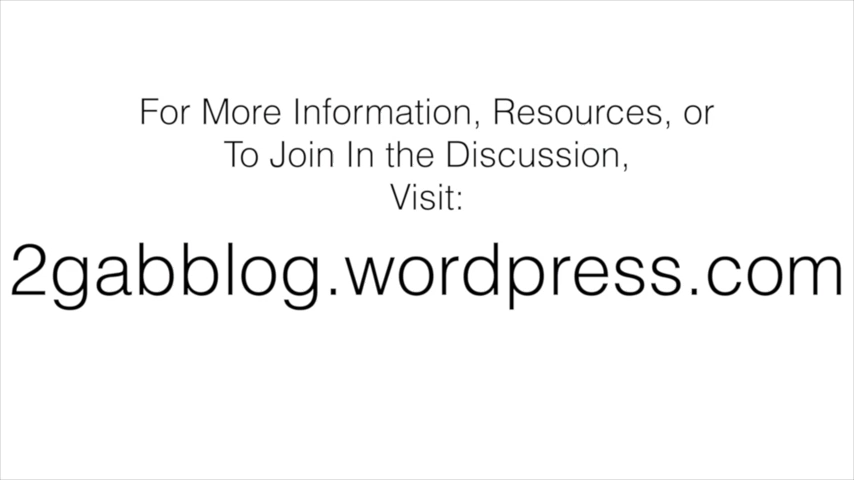 For More Information, Resources, or
To Join In the Discussion,
Visit:
2gabblog.wordpress.com